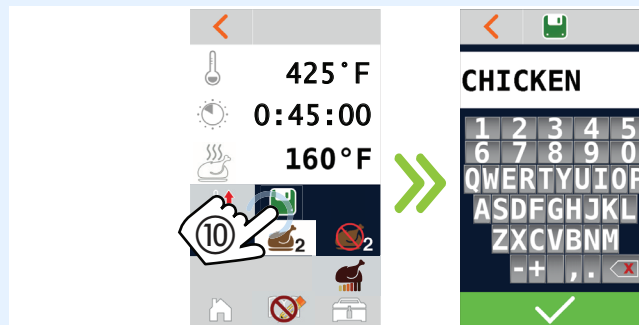 425°F
0:45:00
160°F
10
2
2
CHICKEN
1 2 3 4 5
6 7 8 9 0
QWERTYUIOP
ASDFGHJKL
ZXCVBNM
-+ ,.
X